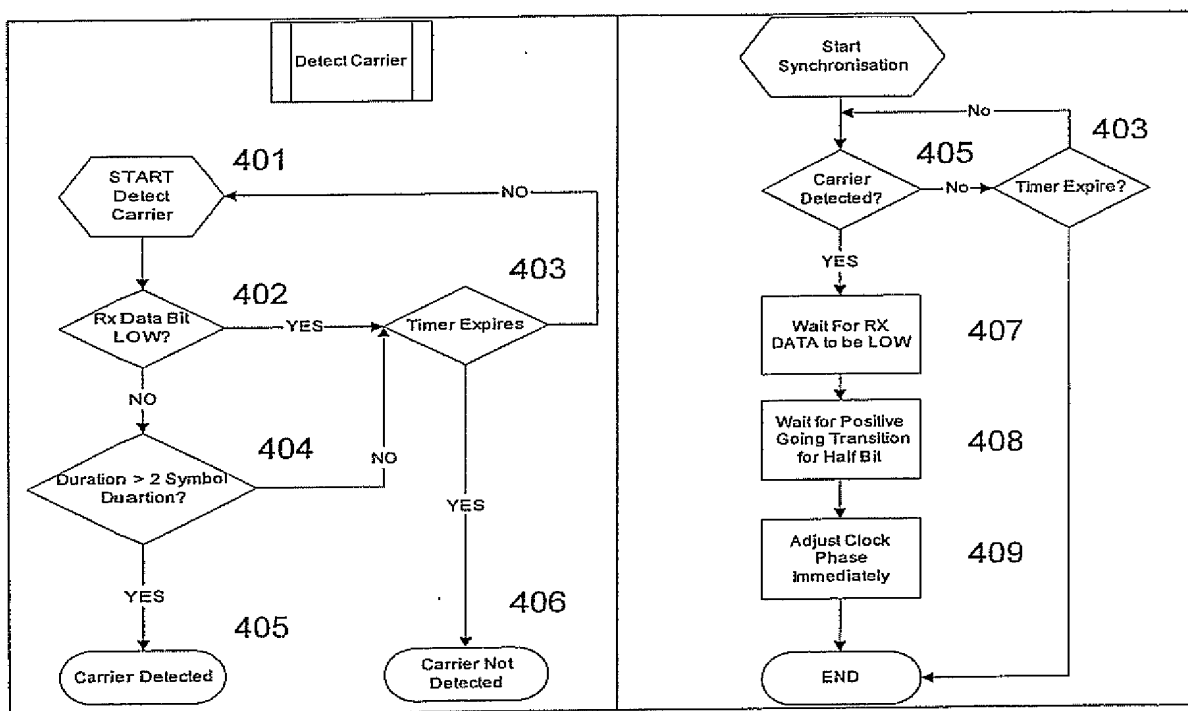 Detect Carrier
401
START
Detect
Carrier
NO
402
403
Rx Data Bit
LOW?
YES
Timer Expires
NO
404
NO
Duration > 2 Symbol
Duartion?
YES
YES
405
406
Carrier Detected
Carrier Not
Detected
Start
Synchronisation
No
403
405
Carrier
Detected?
No
Timer Expire?
YES
Wait For RX
DATA to be LOW
407
Wait for Positive
Going Transition
for Half Bit
408
Adjust Clock
Phase
Immediately
409
END